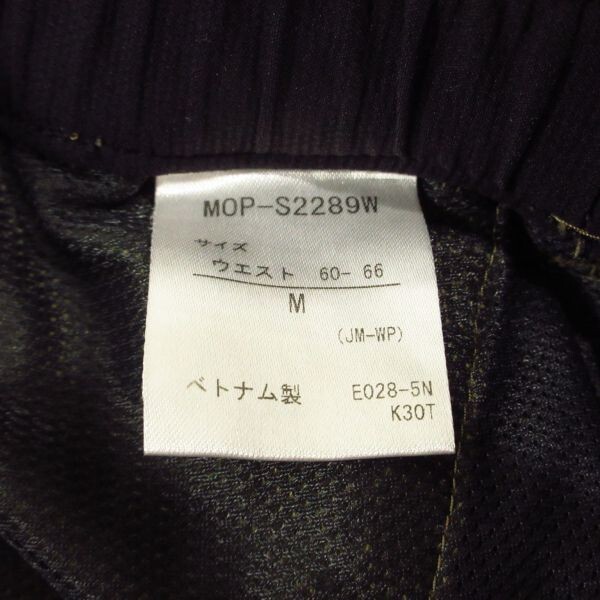 MOP-S2289W
サイズ
ウエスト 60- 66
M
(JM-WP)
ベトナム製 E028-5N
K30T